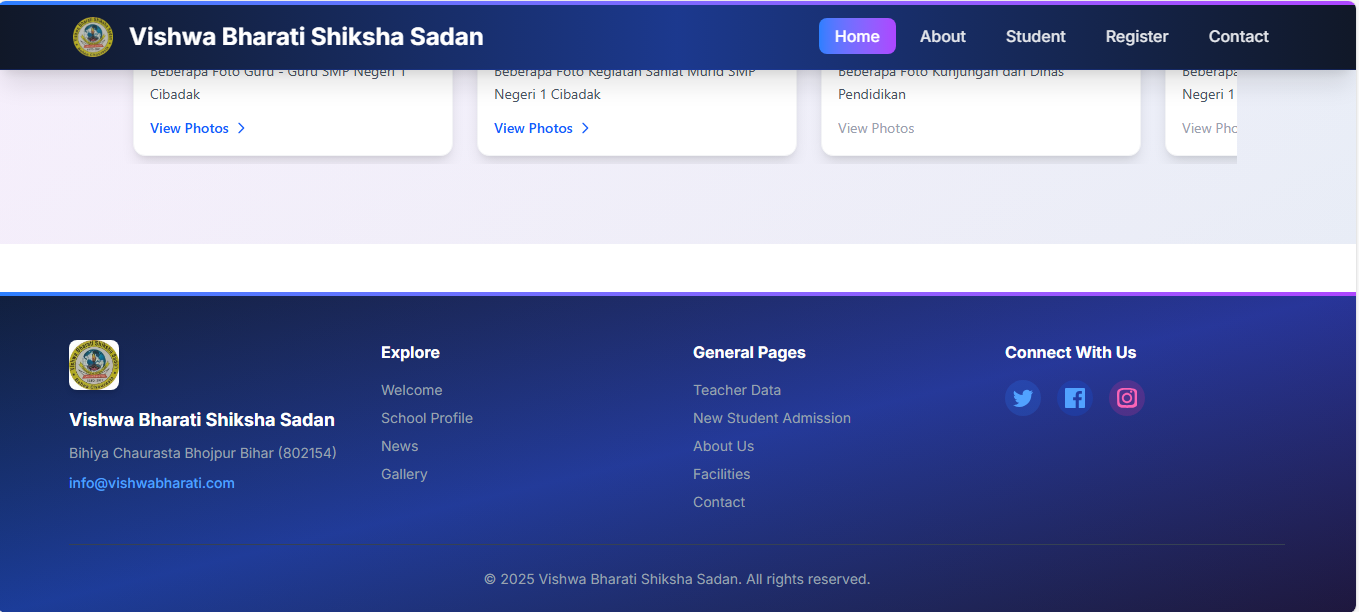 Vishwa Bharati Shiksha Sadan
Home
About
Student
Register
Contact
Beberapa Foto Guru - Guru SMP Negeri 1
Cibadak
View Photos
Beberapa Foto Kegiatan Sanlat Murid SMP
Negeri 1 Cibadak
View Photos
Beberapa Foto Kunjungan dari Dinas
Pendidikan
View Photos
Beberapa
Negeri 1
View Pho
Vishwa Bharati Shiksha Sadan
Bihiya Chaurasta Bhojpur Bihar (802154)
info@vishwabharati.com
Explore
Welcome
School Profile
News
Gallery
General Pages
Teacher Data
New Student Admission
About Us
Facilities
Contact
Connect With Us
© 2025 Vishwa Bharati Shiksha Sadan. All rights reserved.